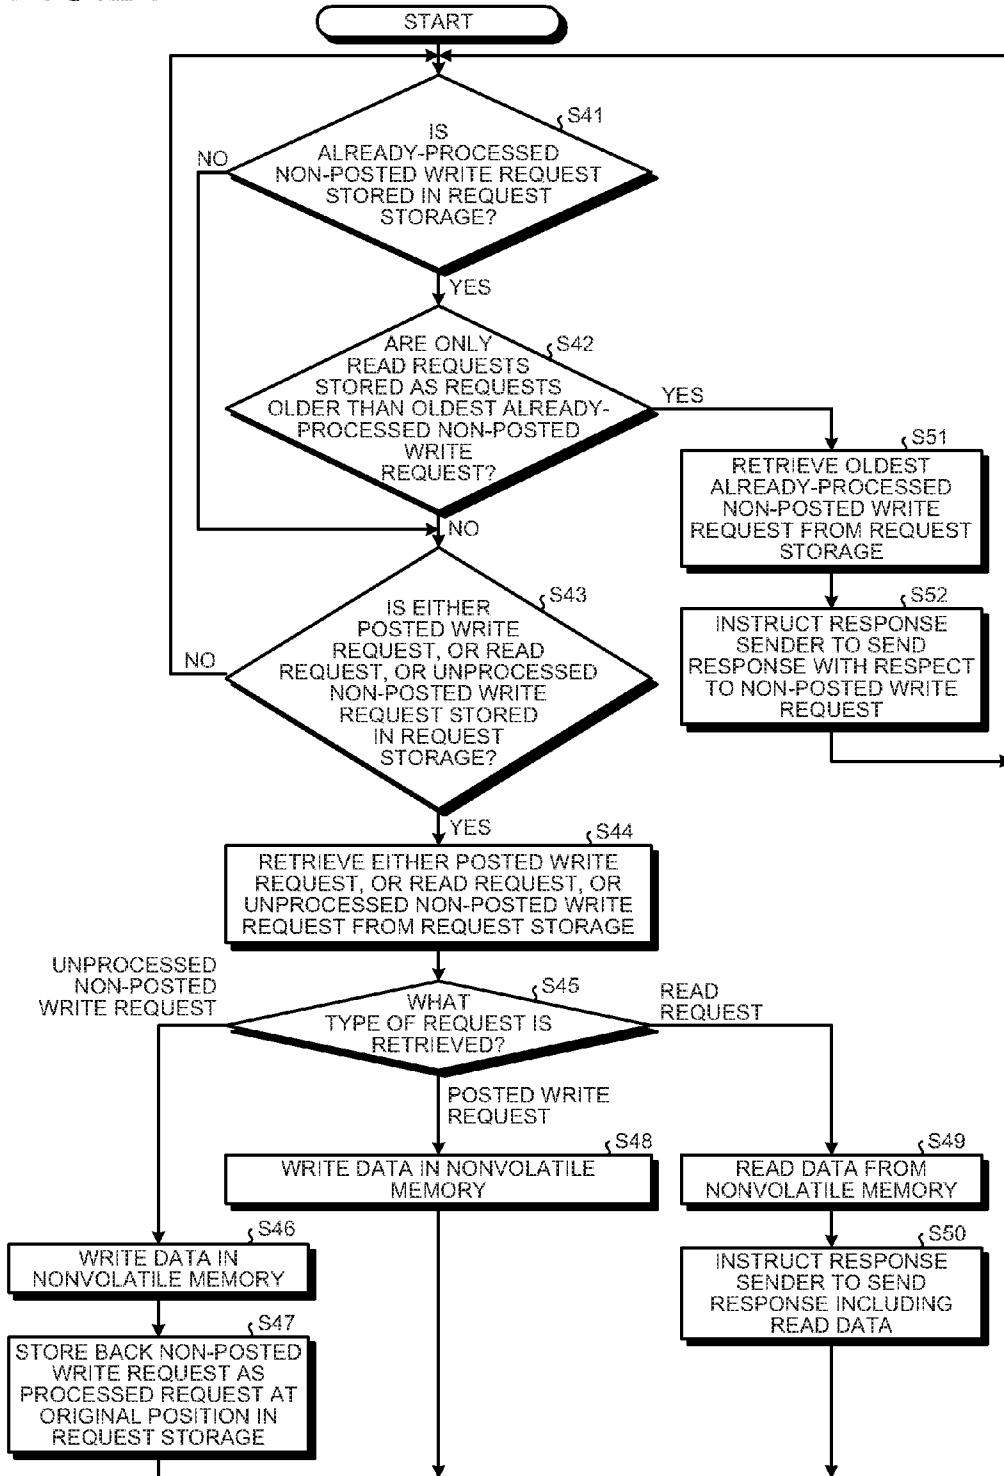 START
S41
IS
ALREADY-PROCESSED
NON-POSTED WRITE REQUEST
STORED IN REQUEST
STORAGE?
NO
YES
S42
ARE ONLY
READ REQUESTS
STORED AS REQUESTS
OLDER THAN OLDEST ALREADY-
PROCESSED NON-POSTED
WRITE
REQUEST?
YES
NO
S51
RETRIEVE OLDEST
ALREADY-PROCESSED
NON-POSTED WRITE
REQUEST FROM REQUEST
STORAGE
S52
INSTRUCT RESPONSE
SENDER TO SEND
RESPONSE WITH RESPECT
TO NON-POSTED WRITE
REQUEST
S43
IS EITHER
POSTED WRITE
REQUEST, OR READ
REQUEST, OR UNPROCESSED
NON-POSTED WRITE
REQUEST STORED
IN REQUEST
STORAGE?
NO
YES
S44
RETRIEVE EITHER POSTED WRITE
REQUEST, OR READ REQUEST, OR
UNPROCESSED NON-POSTED WRITE
REQUEST FROM REQUEST STORAGE
S45
WHAT
TYPE OF REQUEST IS
RETRIEVED?
UNPROCESSED
NON-POSTED
WRITE REQUEST
POSTED WRITE
REQUEST
READ
REQUEST
S46
WRITE DATA IN
NONVOLATILE MEMORY
S47
STORE BACK NON-POSTED
WRITE REQUEST AS
PROCESSED REQUEST AT
ORIGINAL POSITION IN
REQUEST STORAGE
S48
WRITE DATA IN NONVOLATILE
MEMORY
S49
READ DATA FROM
NONVOLATILE MEMORY
S50
INSTRUCT RESPONSE
SENDER TO SEND
RESPONSE INCLUDING
READ DATA